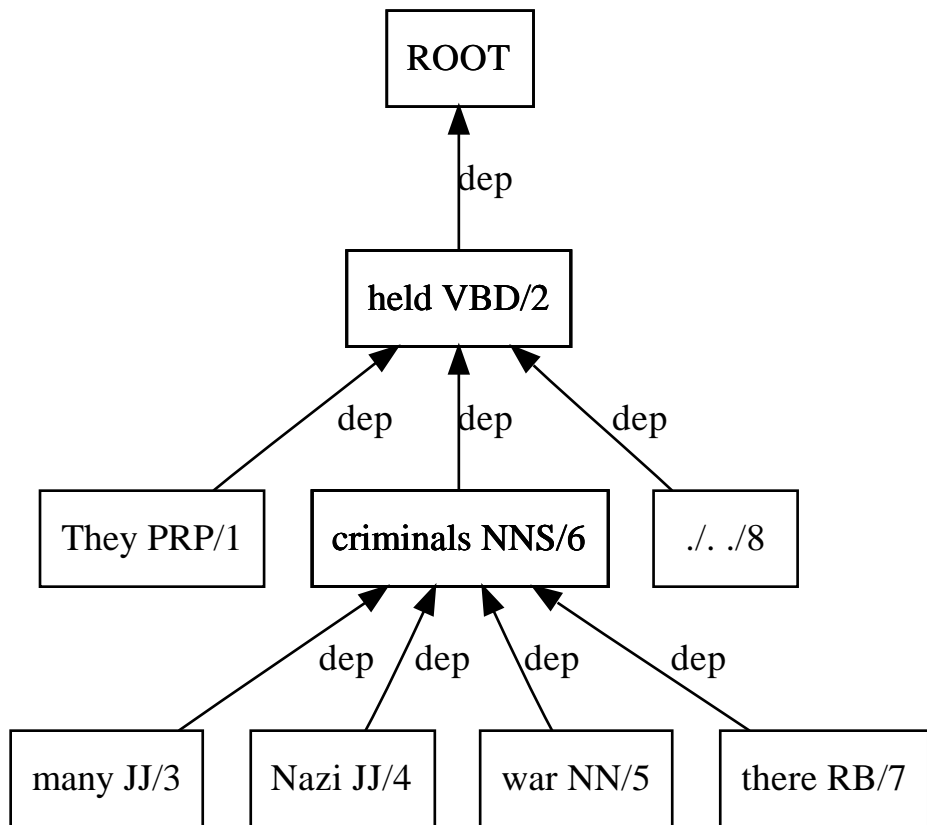 ROOT
dep
held VBD/2
dep dep dep
They PRP/1 criminals NNS/6 ./. ./8
dep dep dep dep
many JJ/3 Nazi JJ/4 war NN/5 there RB/7